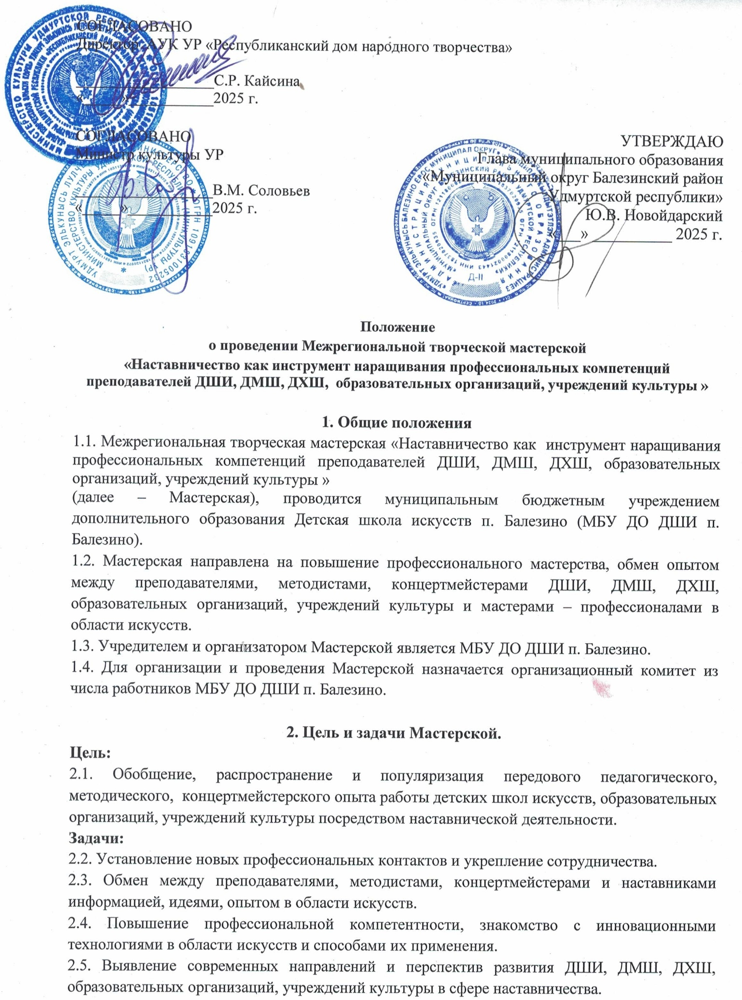 СОГЛАСОВАНО
Директор АУК УР «Республиканский дом народного творчества»
С.Р. Кайсина
«_____»___________2025 г.
СОГЛАСОВАНО
Министр культуры УР
В.М. Соловьев
«_____»___________2025 г.
УТВЕРЖДАЮ
Глава муниципального образования
«Муниципальный округ Балезинский район
Удмуртской республики»
Ю.В. Новойдарский
«___» __________ 2025 г.
Д-II
Положение
о проведении Межрегиональной творческой мастерской
«Наставничество как инструмент наращивания профессиональных компетенций
преподавателей ДШИ, ДМШ, ДХШ, образовательных организаций, учреждений культуры »
1. Общие положения
1.1. Межрегиональная творческая мастерская «Наставничество как инструмент наращивания
профессиональных компетенций преподавателей ДШИ, ДМШ, ДХШ, образовательных
организаций, учреждений культуры »
(далее – Мастерская), проводится муниципальным бюджетным учреждением
дополнительного образования Детская школа искусств п. Балезино (МБУ ДО ДШИ п.
Балезино).
1.2. Мастерская направлена на повышение профессионального мастерства, обмен опытом
между преподавателями, методистами, концертмейстерами ДШИ, ДМШ, ДХШ,
образовательных организаций, учреждений культуры и мастерами – профессионалами в
области искусств.
1.3. Учредителем и организатором Мастерской является МБУ ДО ДШИ п. Балезино.
1.4. Для организации и проведения Мастерской назначается организационный комитет из
числа работников МБУ ДО ДШИ п. Балезино.
2. Цель и задачи Мастерской.
Цель:
2.1. Обобщение, распространение и популяризация передового педагогического,
методического, концертмейстерского опыта работы детских школ искусств, образовательных
организаций, учреждений культуры посредством наставнической деятельности.
Задачи:
2.2. Установление новых профессиональных контактов и укрепление сотрудничества.
2.3. Обмен между преподавателями, методистами, концертмейстерами и наставниками
информацией, идеями, опытом в области искусств.
2.4. Повышение профессиональной компетентности, знакомство с инновационными
технологиями в области искусств и способами их применения.
2.5. Выявление современных направлений и перспектив развития ДШИ, ДМШ, ДХШ,
образовательных организаций, учреждений культуры в сфере наставничества.